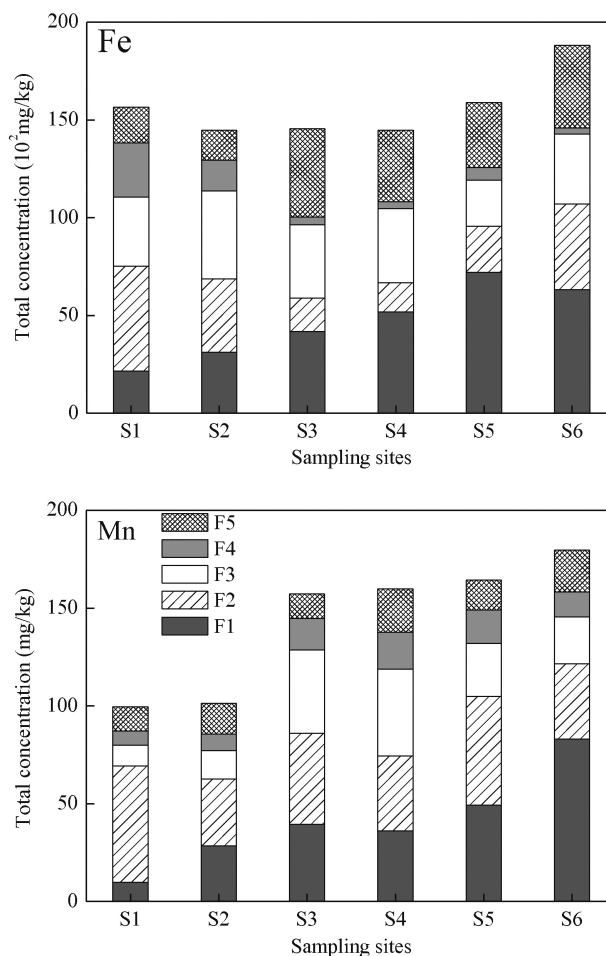 Fe
Total concentration (10²mg/kg)
200
150
100
50
0
S1 S2 S3 S4 S5 S6
Sampling sites
Mn
Total concentration (mg/kg)
200
150
100
50
0
F5
F4
F3
F2
F1
S1 S2 S3 S4 S5 S6
Sampling sites